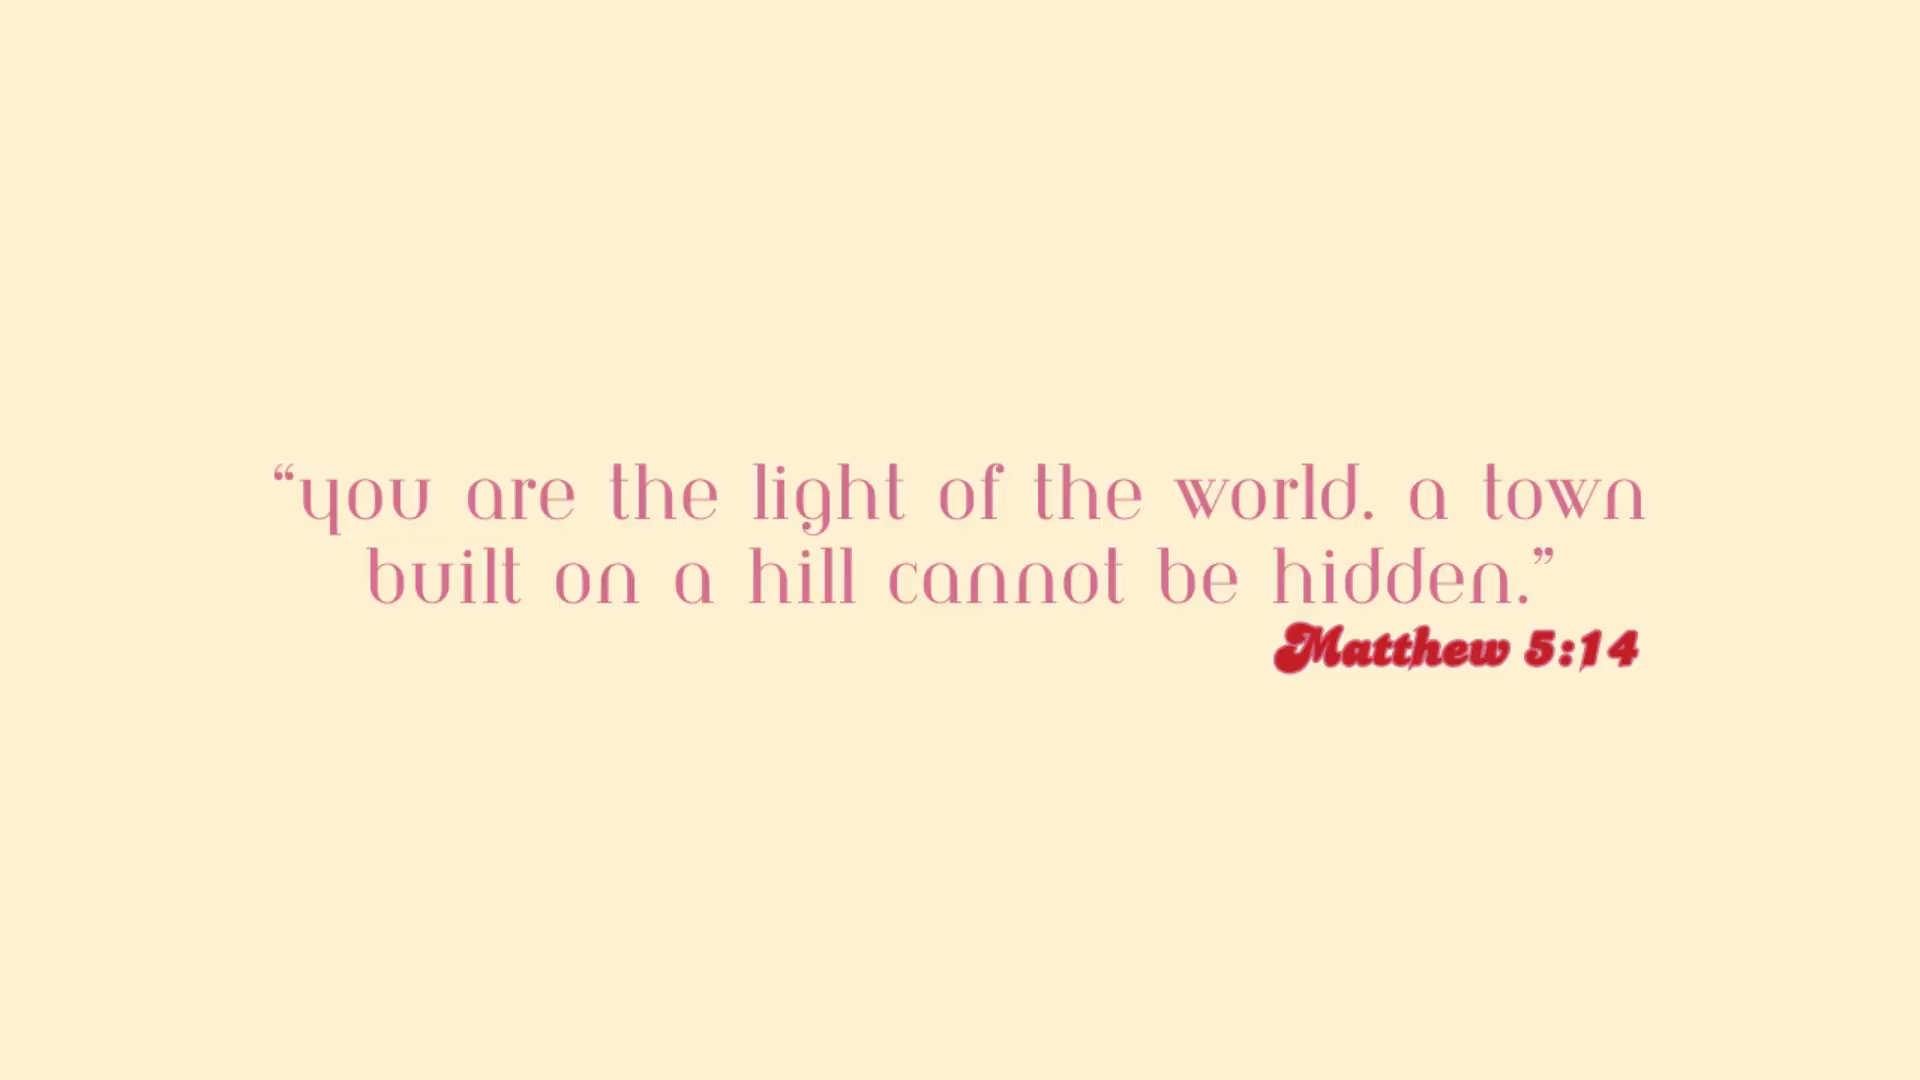 “you are the light of the world. a town
built on a hill cannot be hidden.”
Matthew 5:14